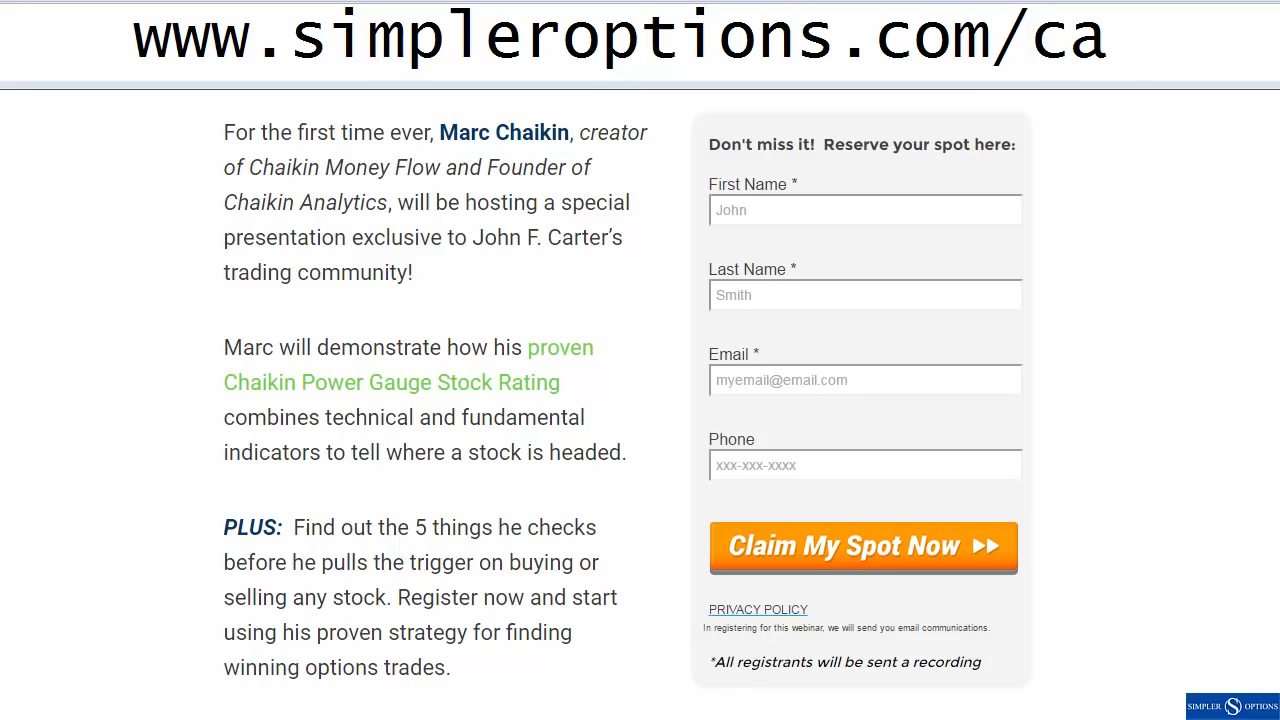 www.simpleroptions.com/ca
For the first time ever, Marc Chaikin, creator
of Chaikin Money Flow and Founder of
Chaikin Analytics, will be hosting a special
presentation exclusive to John F. Carter’s
trading community!
Marc will demonstrate how his proven
Chaikin Power Gauge Stock Rating
combines technical and fundamental
indicators to tell where a stock is headed.
PLUS: Find out the 5 things he checks
before he pulls the trigger on buying or
selling any stock. Register now and start
using his proven strategy for finding
winning options trades.
Don't miss it! Reserve your spot here:
First Name *
John
Last Name *
Smith
Email *
myemail@email.com
Phone
xxx-xxx-xxxx
Claim My Spot Now
PRIVACY POLICY
In registering for this webinar, we will send you email communications.
*All registrants will be sent a recording
SIMPLER S OPTIONS